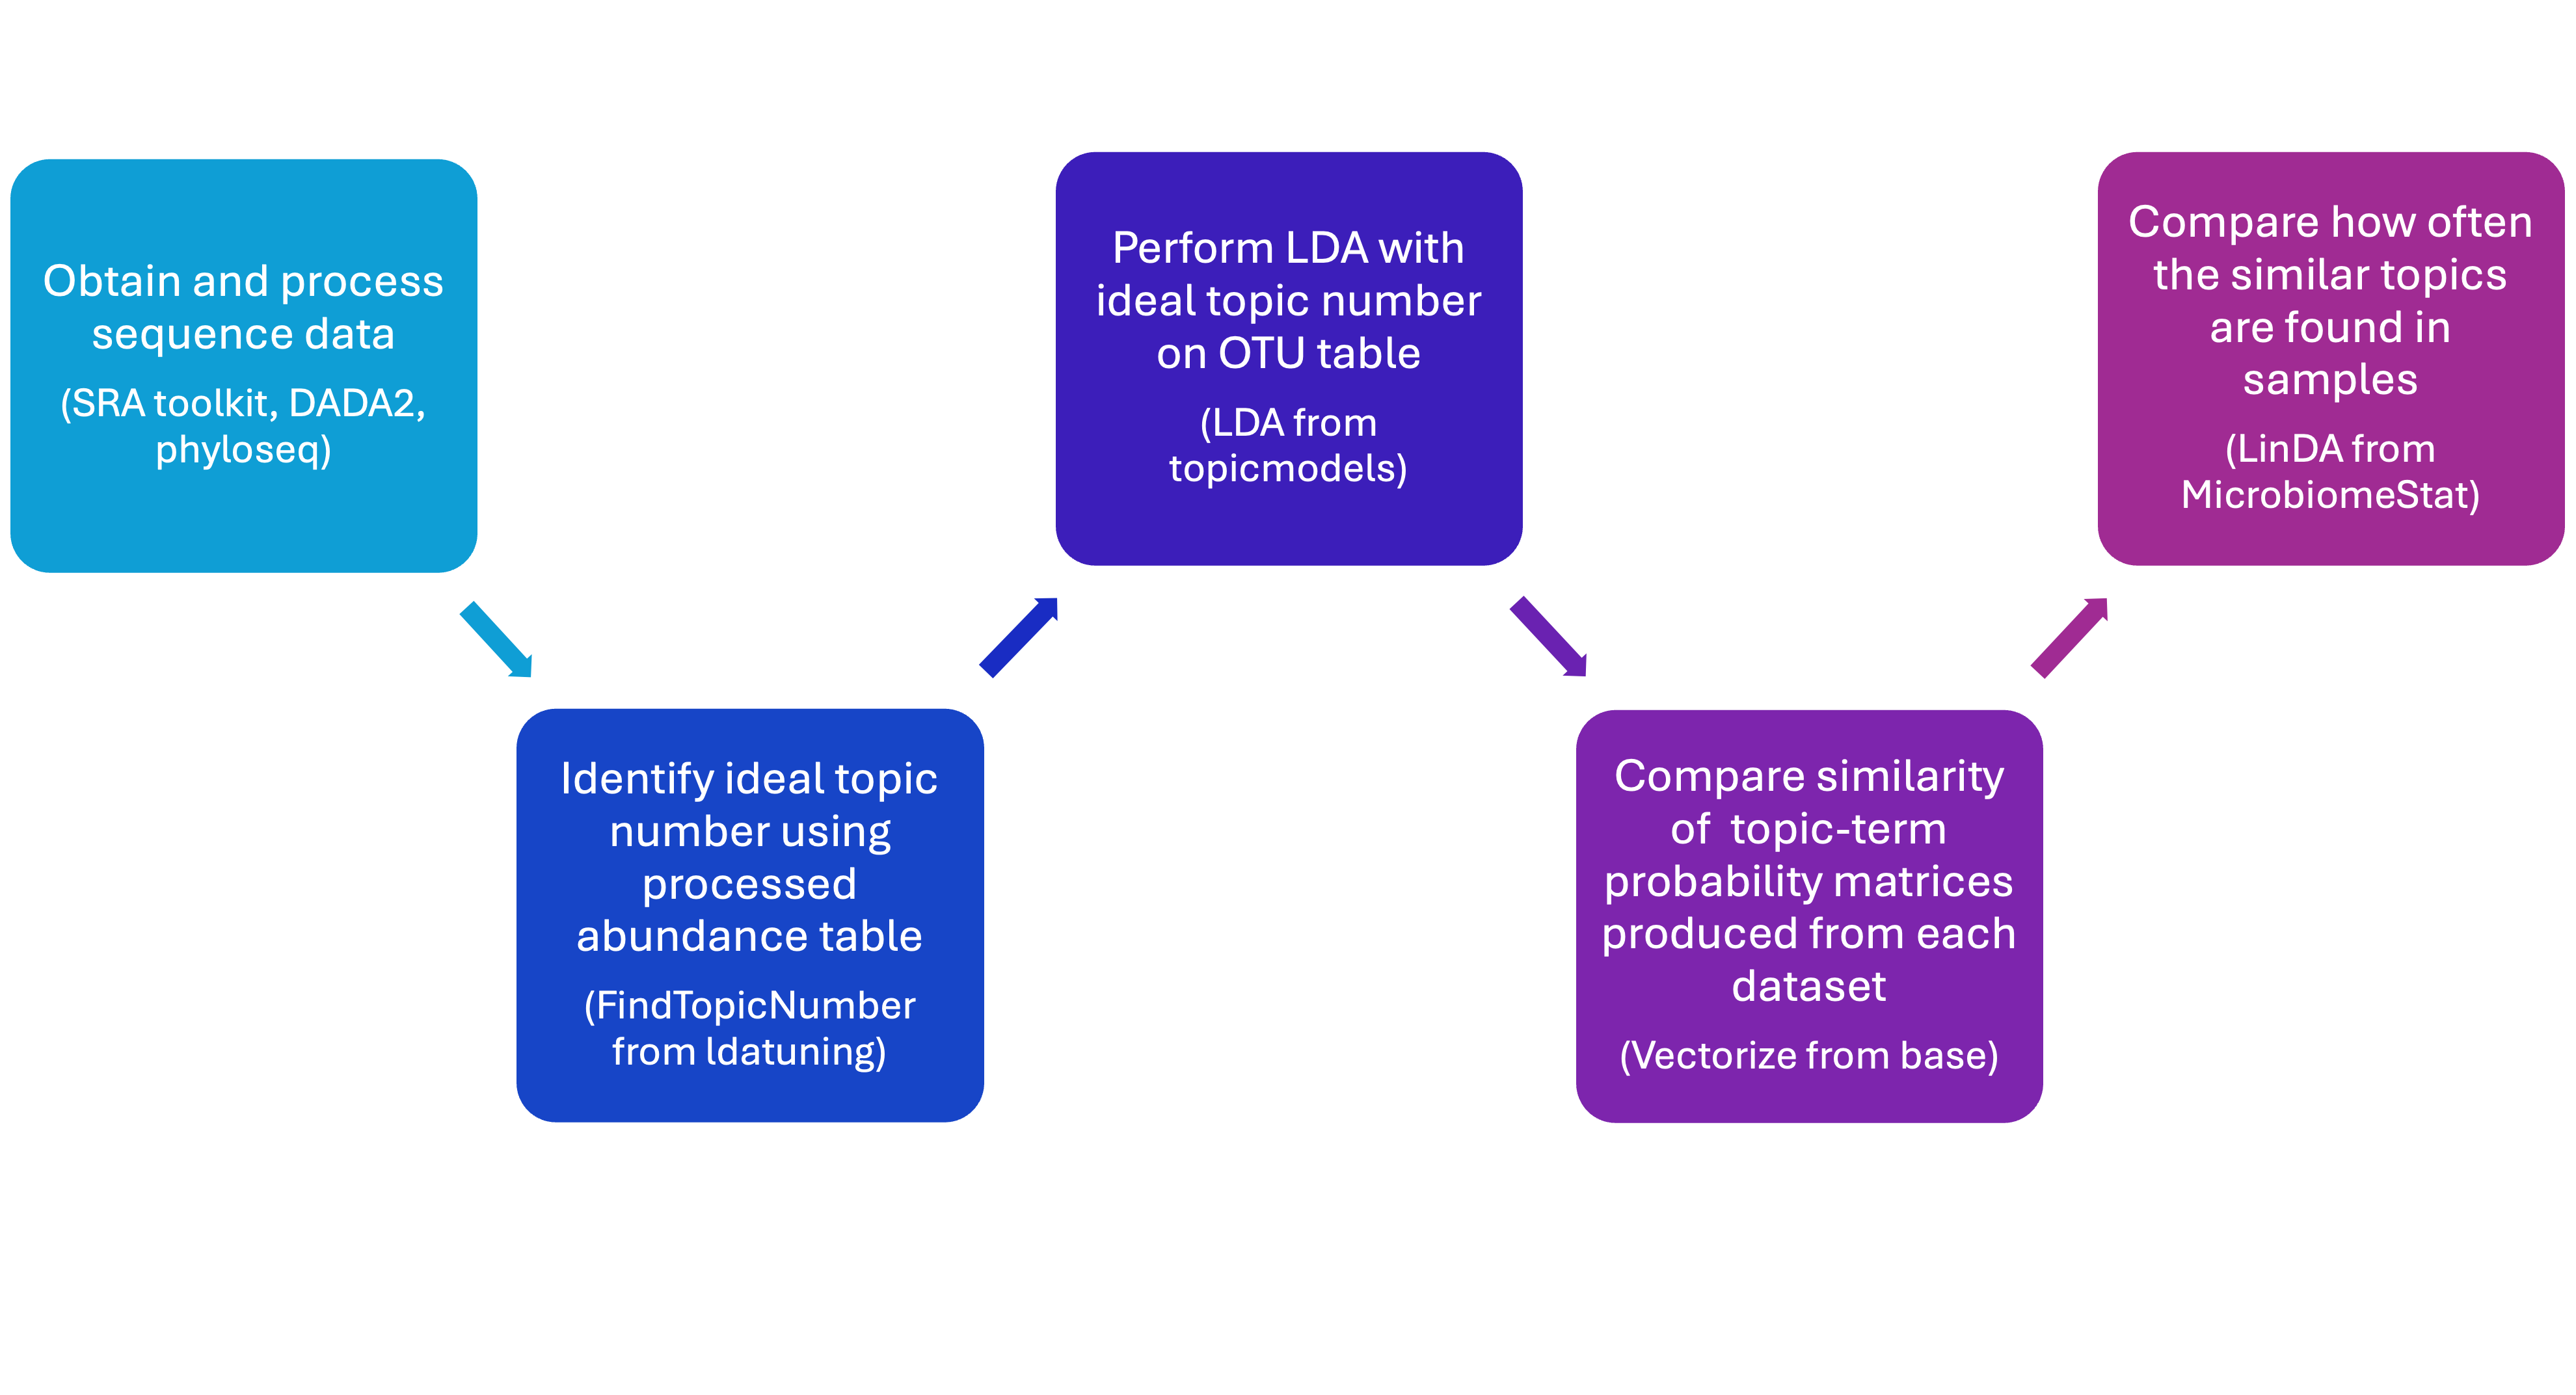 Obtain and process
sequence data
(SRA toolkit, DADA2,
phyloseq)
Identify ideal topic
number using
processed
abundance table
(FindTopicNumber
from ldatuning)
Perform LDA with
ideal topic number
on OTU table
(LDA from
topicmodels)
Compare similarity
of  topic-term
probability matrices
produced from each
dataset
(Vectorize from base)
Compare how often
the similar topics
are found in
samples
(LinDA from
MicrobiomeStat)